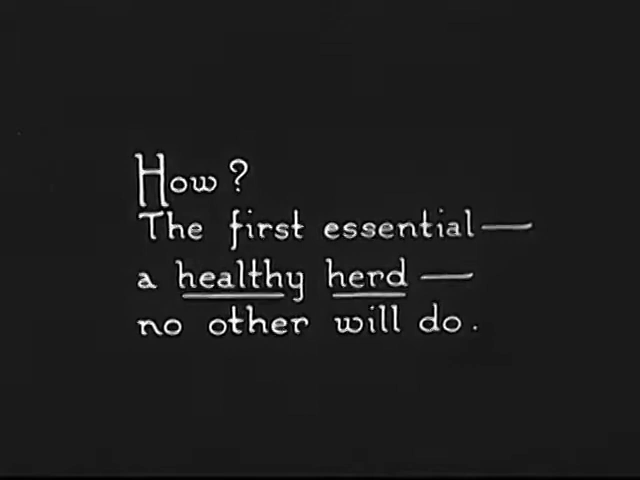 How?
The first essential—
a healthy herd—
no other will do.